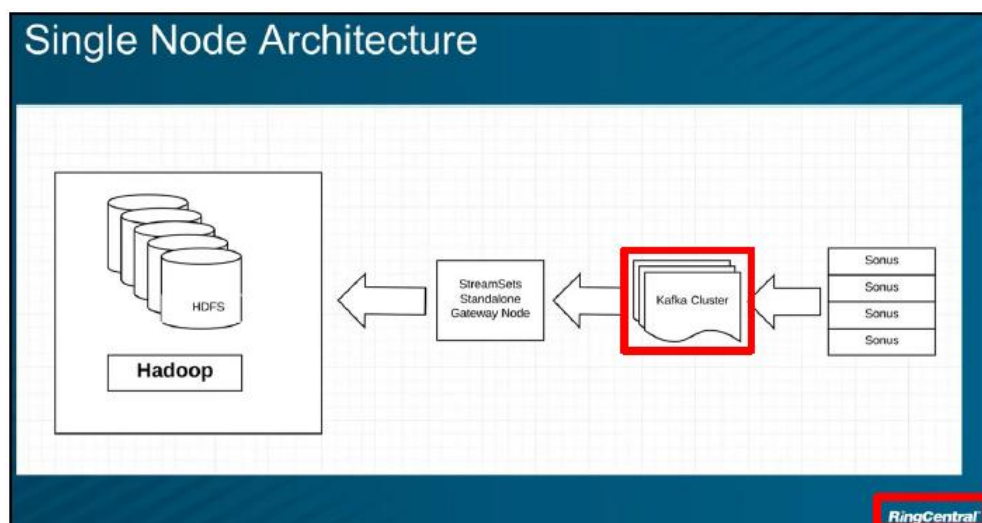 Single Node Architecture
HDFS
Hadoop
StreamSets
Standalone
Gateway Node
Kafka Cluster
Sonus
Sonus
Sonus
Sonus
RingCentral